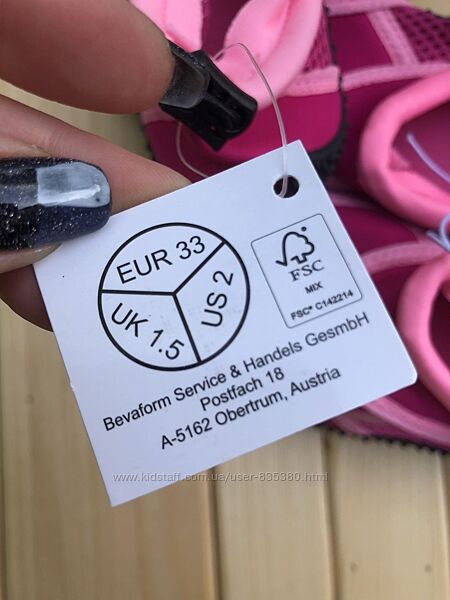 EUR 33
UK 1.5
US 2
FSC
MIX
FSC® C142214
Bevaform Service & Handels GesmbH
Postfach 18
A-5162 Obertrum, Austria
www.kidstaff.com.ua/user-835380.html